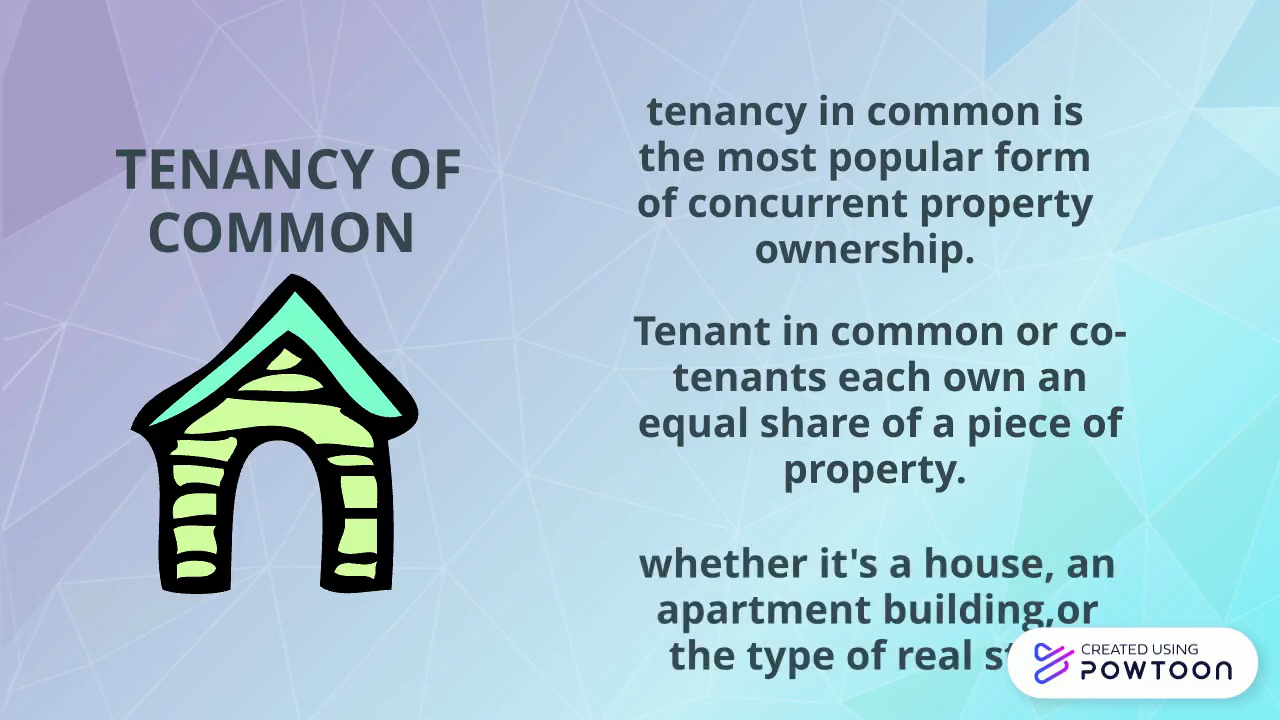 TENANCY OF
COMMON
tenancy in common is
the most popular form
of concurrent property
ownership.
Tenant in common or co-
tenants each own an
equal share of a piece of
property.
whether it's a house, an
apartment building,or
the type of real
CREATED USING
POWTOON